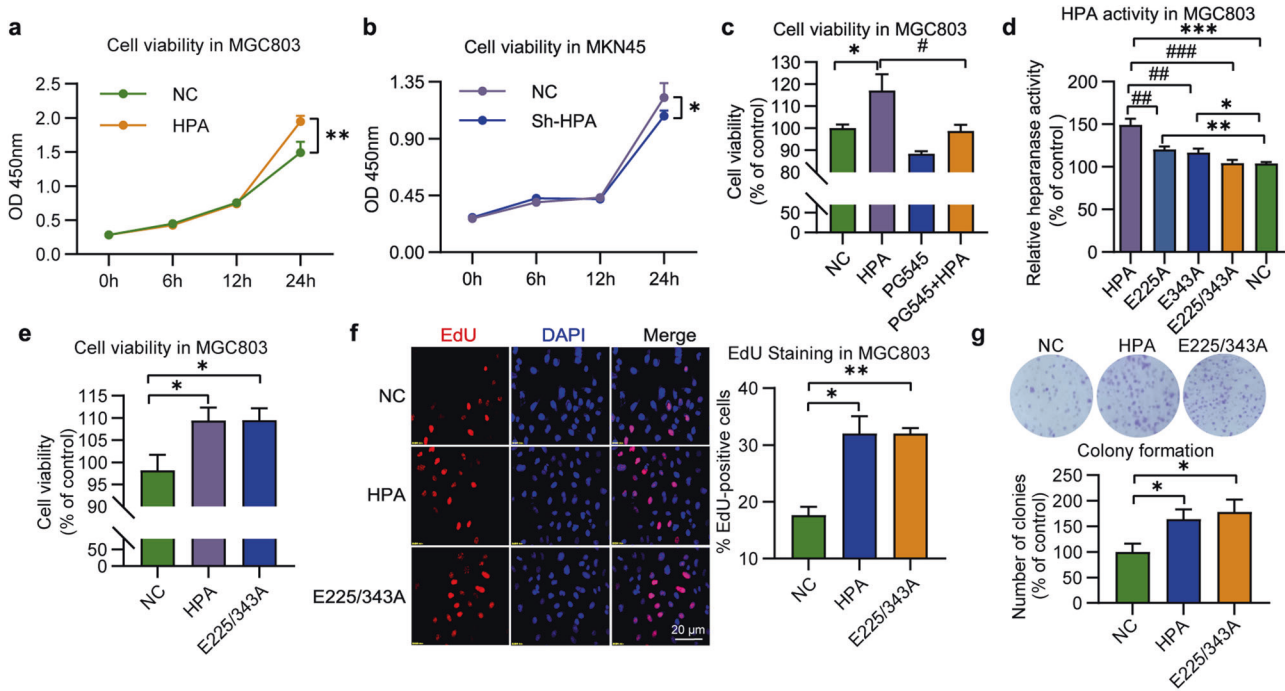 a
Cell viability in MGC803
2.5
2.0
1.5
1.0
0.5
0.0
OD 450nm
NC
HPA
**
0h 6h 12h 24h
b
Cell viability in MKN45
1.35
0.90
0.45
0.00
OD 450nm
NC
Sh-HPA
*
0h 6h 12h 24h
c
Cell viability in MGC803
* #
120
110
100
90
80
50
0
Cell viability
(% of control)
NC HPA PG545 PG545+HPA
d
HPA activity in MGC803
***
###
##
*
##
**
200
150
100
50
0
Relative heparanase activity
(% of control)
HPA E225A E343A E225/343A NC
e
Cell viability in MGC803
*
*
115
110
105
100
95
90
50
0
Cell viability
(% of control)
NC HPA E225/343A
f
EdU DAPI Merge
NC
HPA
E225/343A
20 µm
EdU Staining in MGC803
**
*
40
30
20
10
% EdU-positive cells
NC HPA E225/343A
g
NC HPA E225/343A
Colony formation
*
*
250
200
150
100
50
0
Number of clonies
(% of control)
NC HPA E225/343A